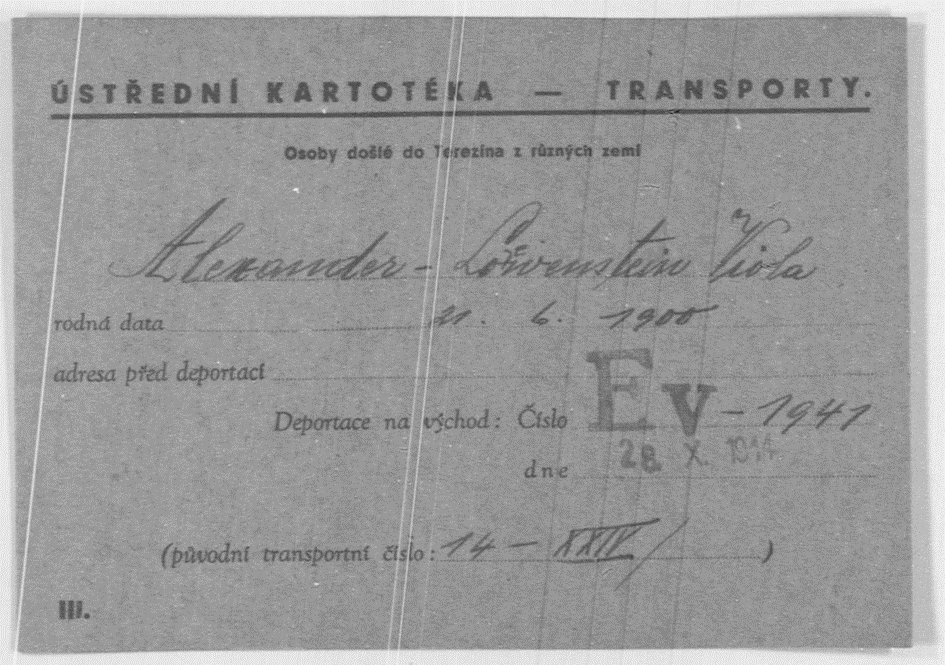 ÚSTŘEDNÍ KARTOTÉKA — TRANSPORTY.
Osoby došlé do Terezína z různých zemí
Alexander - Löwenstein Viola
rodná data 21. 6. 1900
adresa před deportací
Deportace na východ: Číslo Ev - 1941
dne 28. X. 1944
(původní transportní číslo: 14 - XXIV/ )
III.